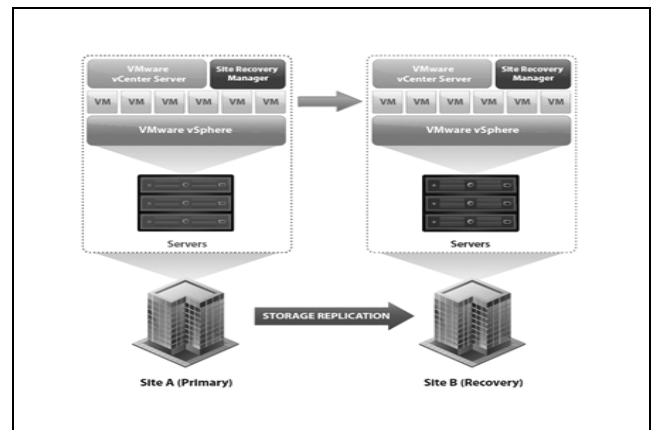 VMware
vCenter Server
Site Recovery
Manager
VM VM VM VM VM VM
VMware vSphere
Servers
Site A (Primary)
STORAGE REPLICATION
VMware
vCenter Server
Site Recovery
Manager
VM VM VM VM VM VM
VMware vSphere
Servers
Site B (Recovery)